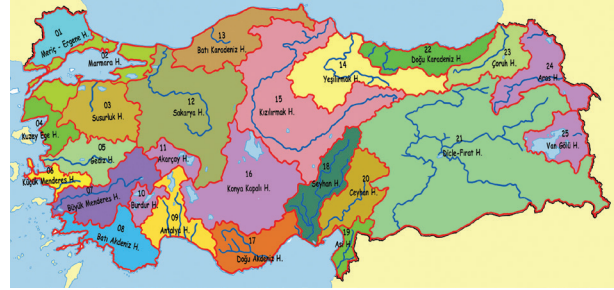 01
Meriç - Ergene H.
02
Marmara H.
03
Susurluk H.
04
Kuzey Ege H.
05
Gediz H.
06
Küçük Menderes H.
07
Büyük Menderes H.
08
Batı Akdeniz H.
09
Antalya H.
10
Burdur H.
11
Akarçay H.
12
Sakarya H.
13
Batı Karadeniz H.
14
Yeşilırmak H.
15
Kızılırmak H.
16
Konya Kapalı H.
17
Doğu Akdeniz H.
18
Seyhan H.
19
Asi H.
20
Ceyhan H.
21
Dicle-Fırat H.
22
Doğu Karadeniz H.
23
Çoruh H.
24
Aras H.
25
Van Gölü H.